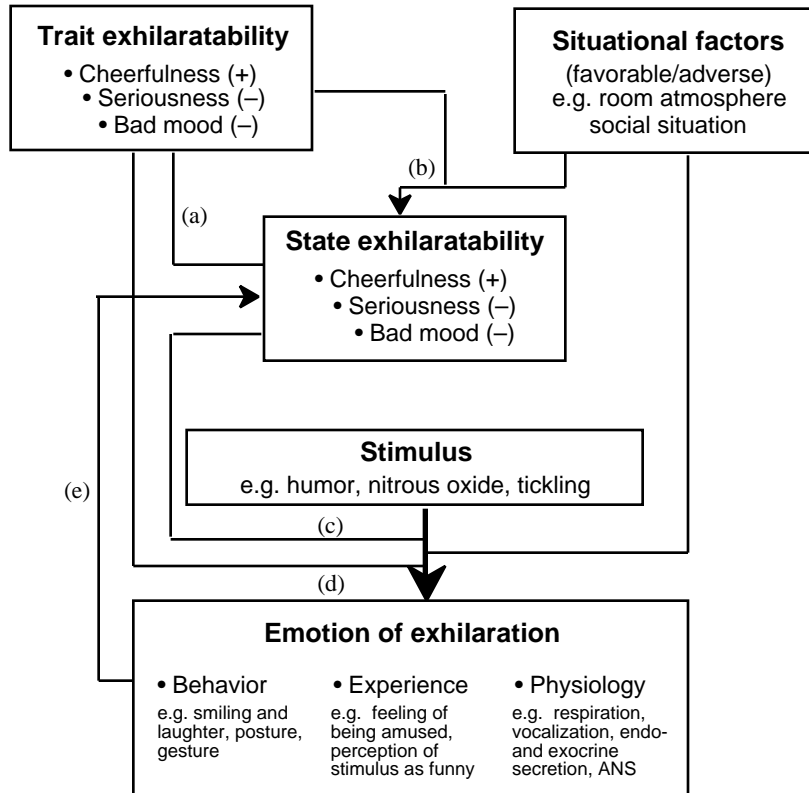 Trait exhilaratability
• Cheerfulness (+)
• Seriousness (–)
• Bad mood (–)
Situational factors
(favorable/adverse)
e.g. room atmosphere
social situation
(b)
(a)
State exhilaratability
• Cheerfulness (+)
• Seriousness (–)
• Bad mood (–)
Stimulus
e.g. humor, nitrous oxide, tickling
(e)
(c)
(d)
Emotion of exhilaration
• Behavior
e.g. smiling and
laughter, posture,
gesture
• Experience
e.g. feeling of
being amused,
perception of
stimulus as funny
• Physiology
e.g. respiration,
vocalization, endo-
and exocrine
secretion, ANS